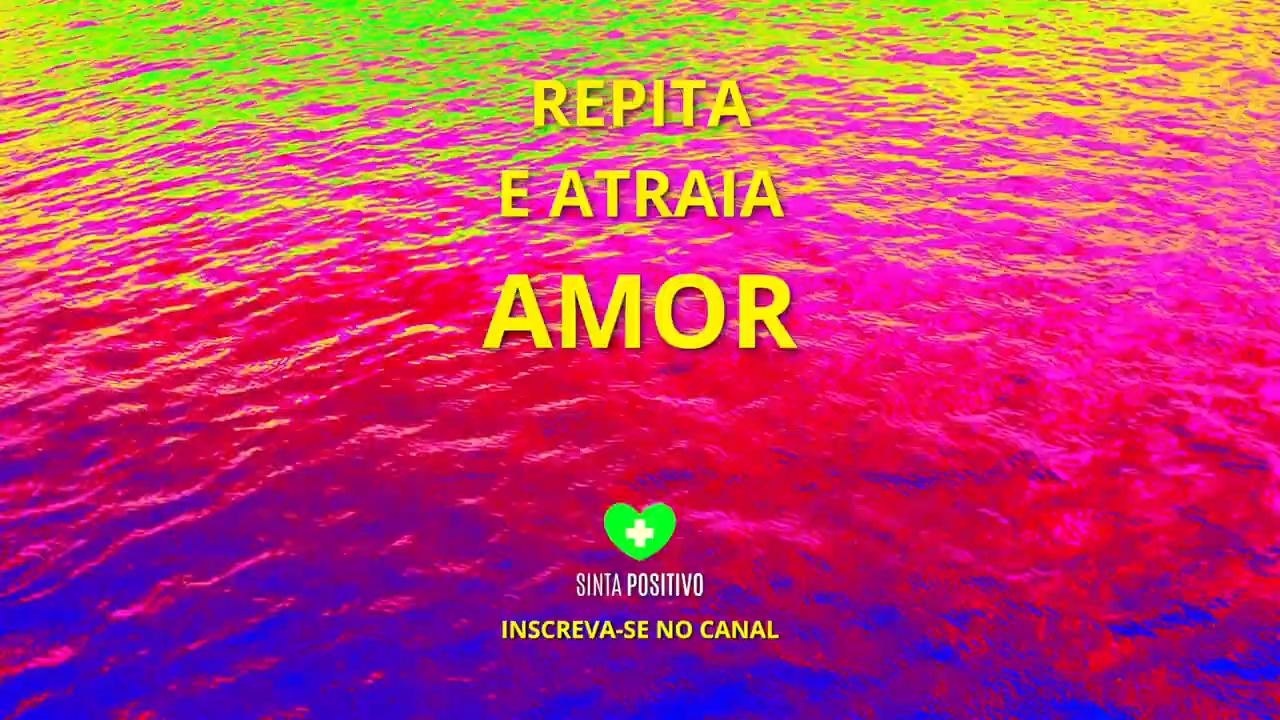 REPITA
E ATRAIA
AMOR
SINTA POSITIVO
INSCREVA-SE NO CANAL